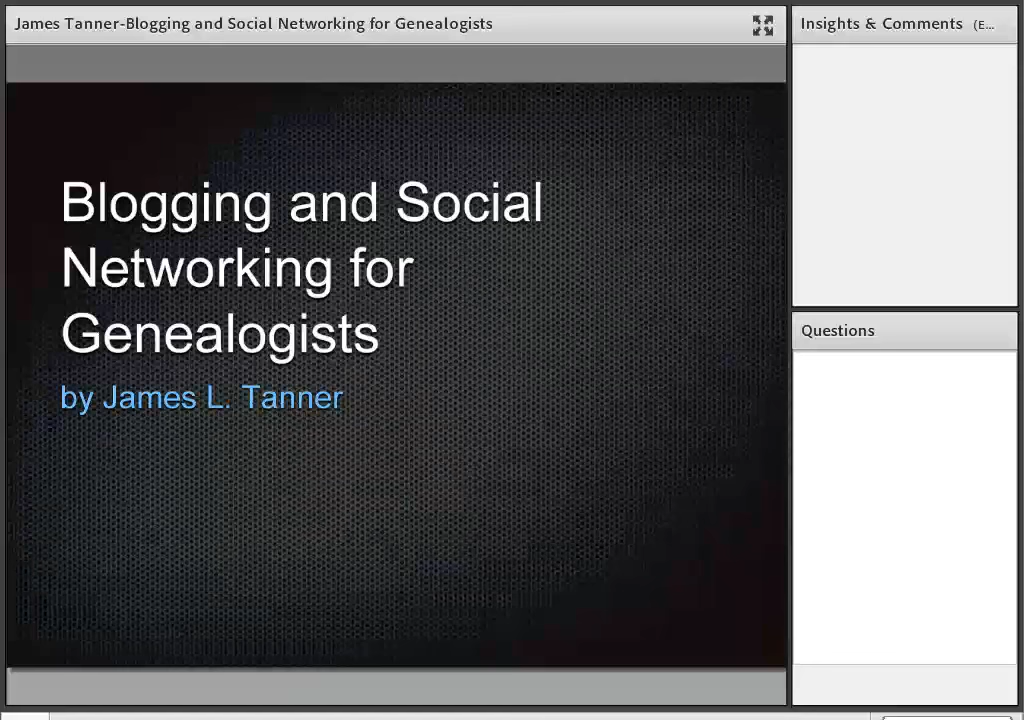 James Tanner-Blogging and Social Networking for Genealogists
Insights & Comments (E...
Blogging and Social
Networking for
Genealogists
by James L. Tanner
Questions